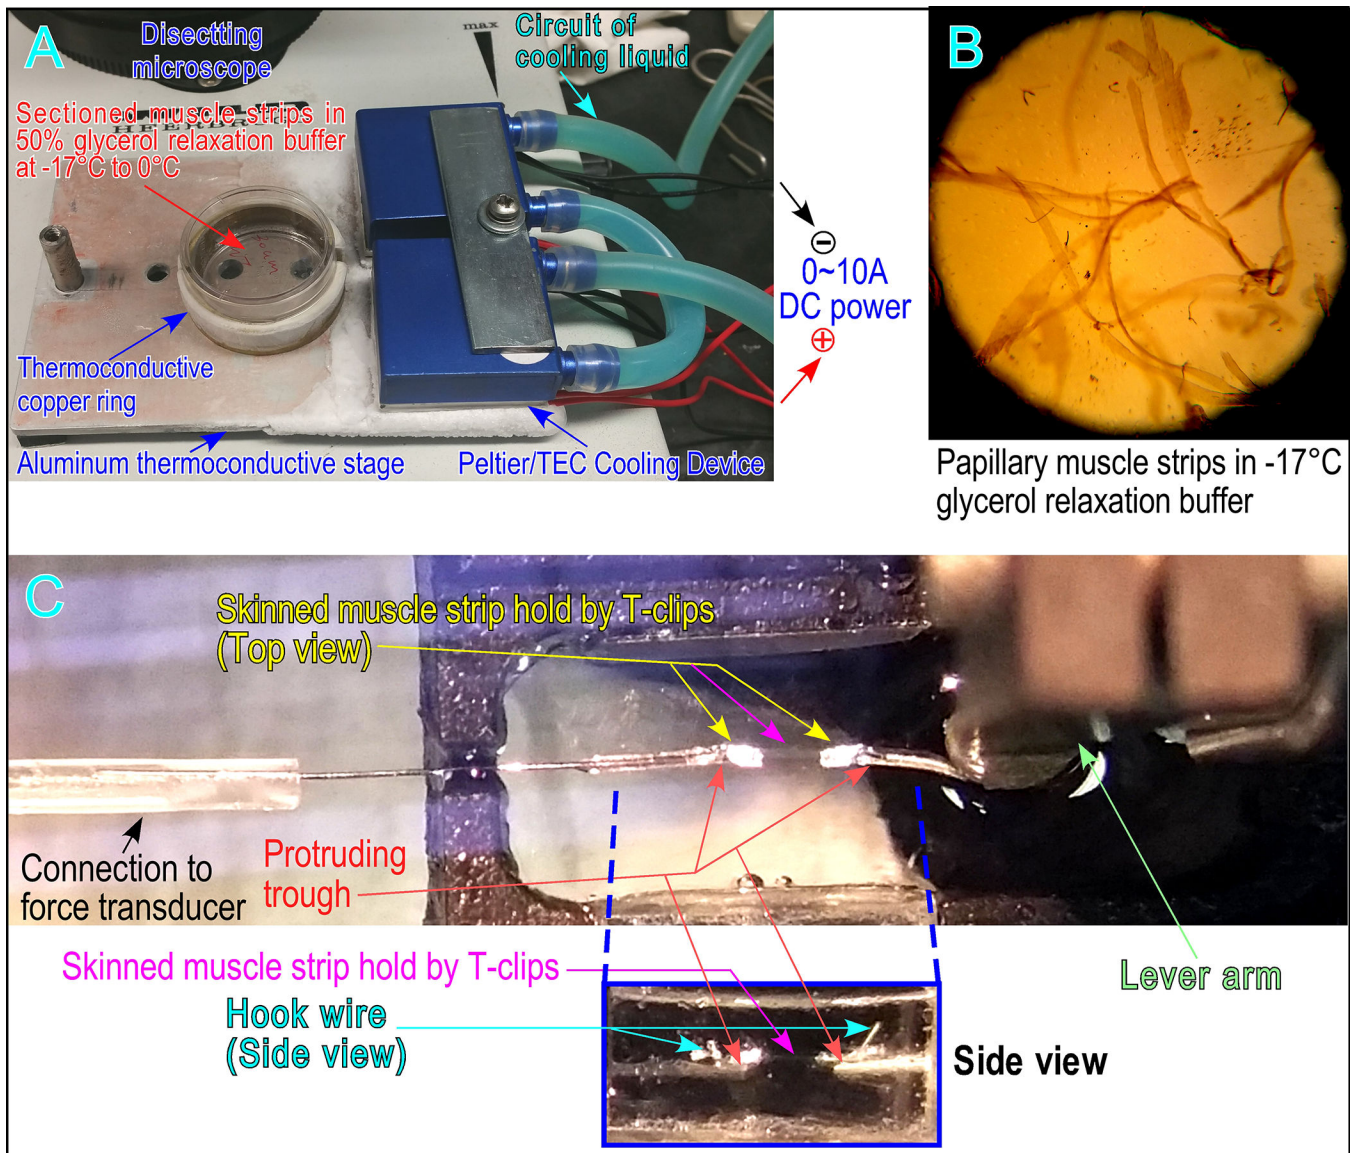 A
Disectting
microscope
max
Circuit of
cooling liquid
Sectioned muscle strips in
50% glycerol relaxation buffer
at -17°C to 0°C
0~10A
DC power
Thermoconductive
copper ring
Aluminum thermoconductive stage
Peltier/TEC Cooling Device
B
Papillary muscle strips in -17°C
glycerol relaxation buffer
C
Skinned muscle strip hold by T-clips
(Top view)
Connection to
force transducer
Protruding
trough
Skinned muscle strip hold by T-clips
Lever arm
Hook wire
(Side view)
Side view